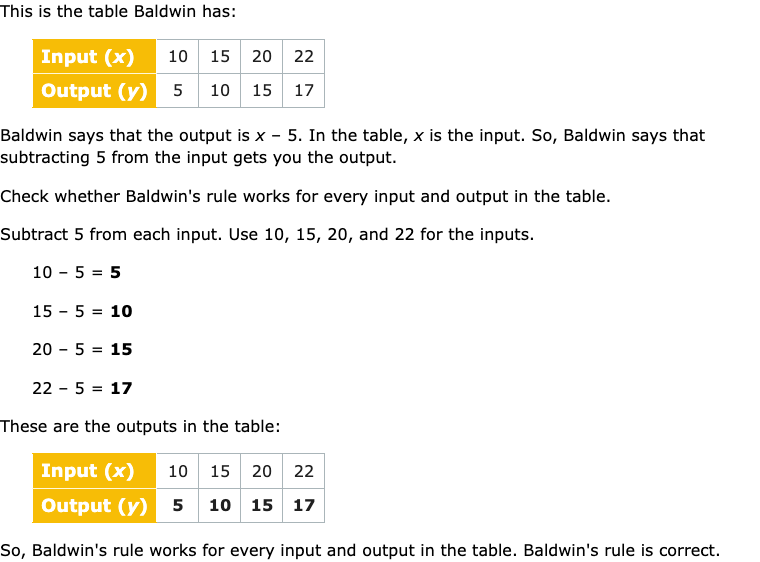 This is the table Baldwin has:
Input (x) 10 15 20 22
Output (y) 5 10 15 17
Baldwin says that the output is x – 5. In the table, x is the input. So, Baldwin says that
subtracting 5 from the input gets you the output.
Check whether Baldwin's rule works for every input and output in the table.
Subtract 5 from each input. Use 10, 15, 20, and 22 for the inputs.
10 – 5 = 5
15 – 5 = 10
20 – 5 = 15
22 – 5 = 17
These are the outputs in the table:
Input (x) 10 15 20 22
Output (y) 5 10 15 17
So, Baldwin's rule works for every input and output in the table. Baldwin's rule is correct.